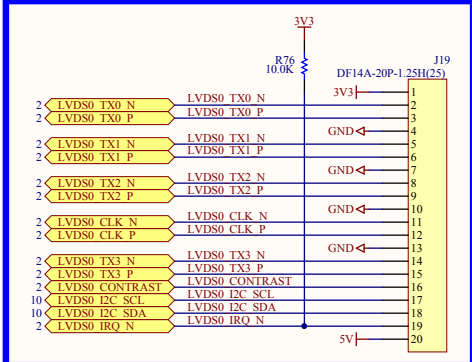 3V3
R76
10.0K
J19
DF14A-20P-1.25H(25)
3V3 1
2 LVDS0_TX0_N LVDS0_TX0_N 2
2 LVDS0_TX0_P LVDS0_TX0_P 3
GND 4
2 LVDS0_TX1_N LVDS0_TX1_N 5
2 LVDS0_TX1_P LVDS0_TX1_P 6
GND 7
2 LVDS0_TX2_N LVDS0_TX2_N 8
2 LVDS0_TX2_P LVDS0_TX2_P 9
GND 10
2 LVDS0_CLK_N LVDS0_CLK_N 11
2 LVDS0_CLK_P LVDS0_CLK_P 12
GND 13
2 LVDS0_TX3_N LVDS0_TX3_N 14
2 LVDS0_TX3_P LVDS0_TX3_P 15
2 LVDS0_CONTRAST LVDS0_CONTRAST 16
10 LVDS0_I2C_SCL LVDS0_I2C_SCL 17
10 LVDS0_I2C_SDA LVDS0_I2C_SDA 18
2 LVDS0_IRQ_N LVDS0_IRQ_N 19
5V 20